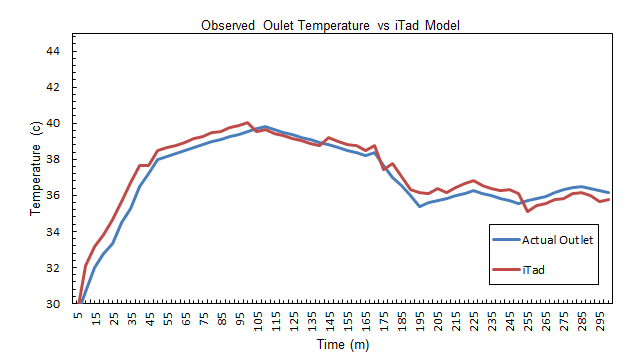 Observed Oulet Temperature vs iTad Model
Temperature (c)
44
42
40
38
36
34
32
30
Actual Outlet
iTad
5 15 25 35 45 55 65 75 85 95 105 115 125 135 145 155 165 175 185 195 205 215 225 235 245 255 265 275 285 295
Time (m)